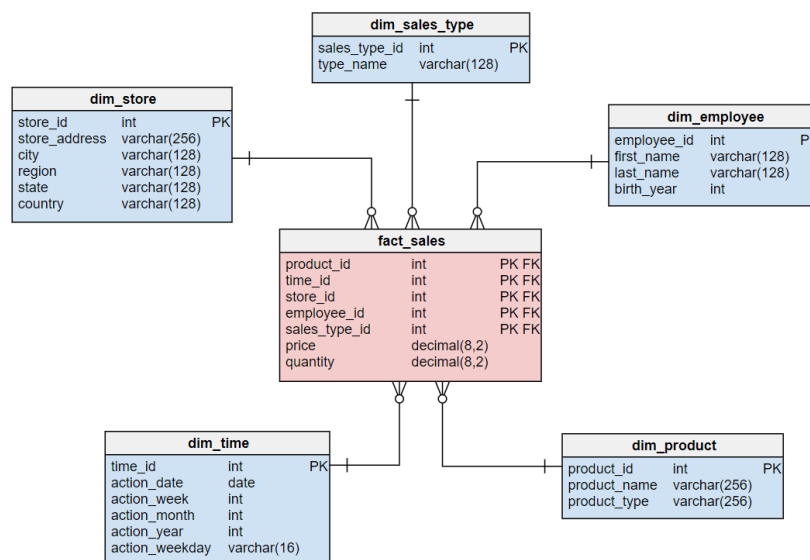 dim_sales_type
sales_type_id int PK
type_name varchar(128)
dim_store
store_id int PK
store_address varchar(256)
city varchar(128)
region varchar(128)
state varchar(128)
country varchar(128)
dim_employee
employee_id int P
first_name varchar(128)
last_name varchar(128)
birth_year int
fact_sales
product_id int PK FK
time_id int PK FK
store_id int PK FK
employee_id int PK FK
sales_type_id int PK FK
price decimal(8,2)
quantity decimal(8,2)
dim_time
time_id int PK
action_date date
action_week int
action_month int
action_year int
action_weekday varchar(16)
dim_product
product_id int PK
product_name varchar(256)
product_type varchar(256)